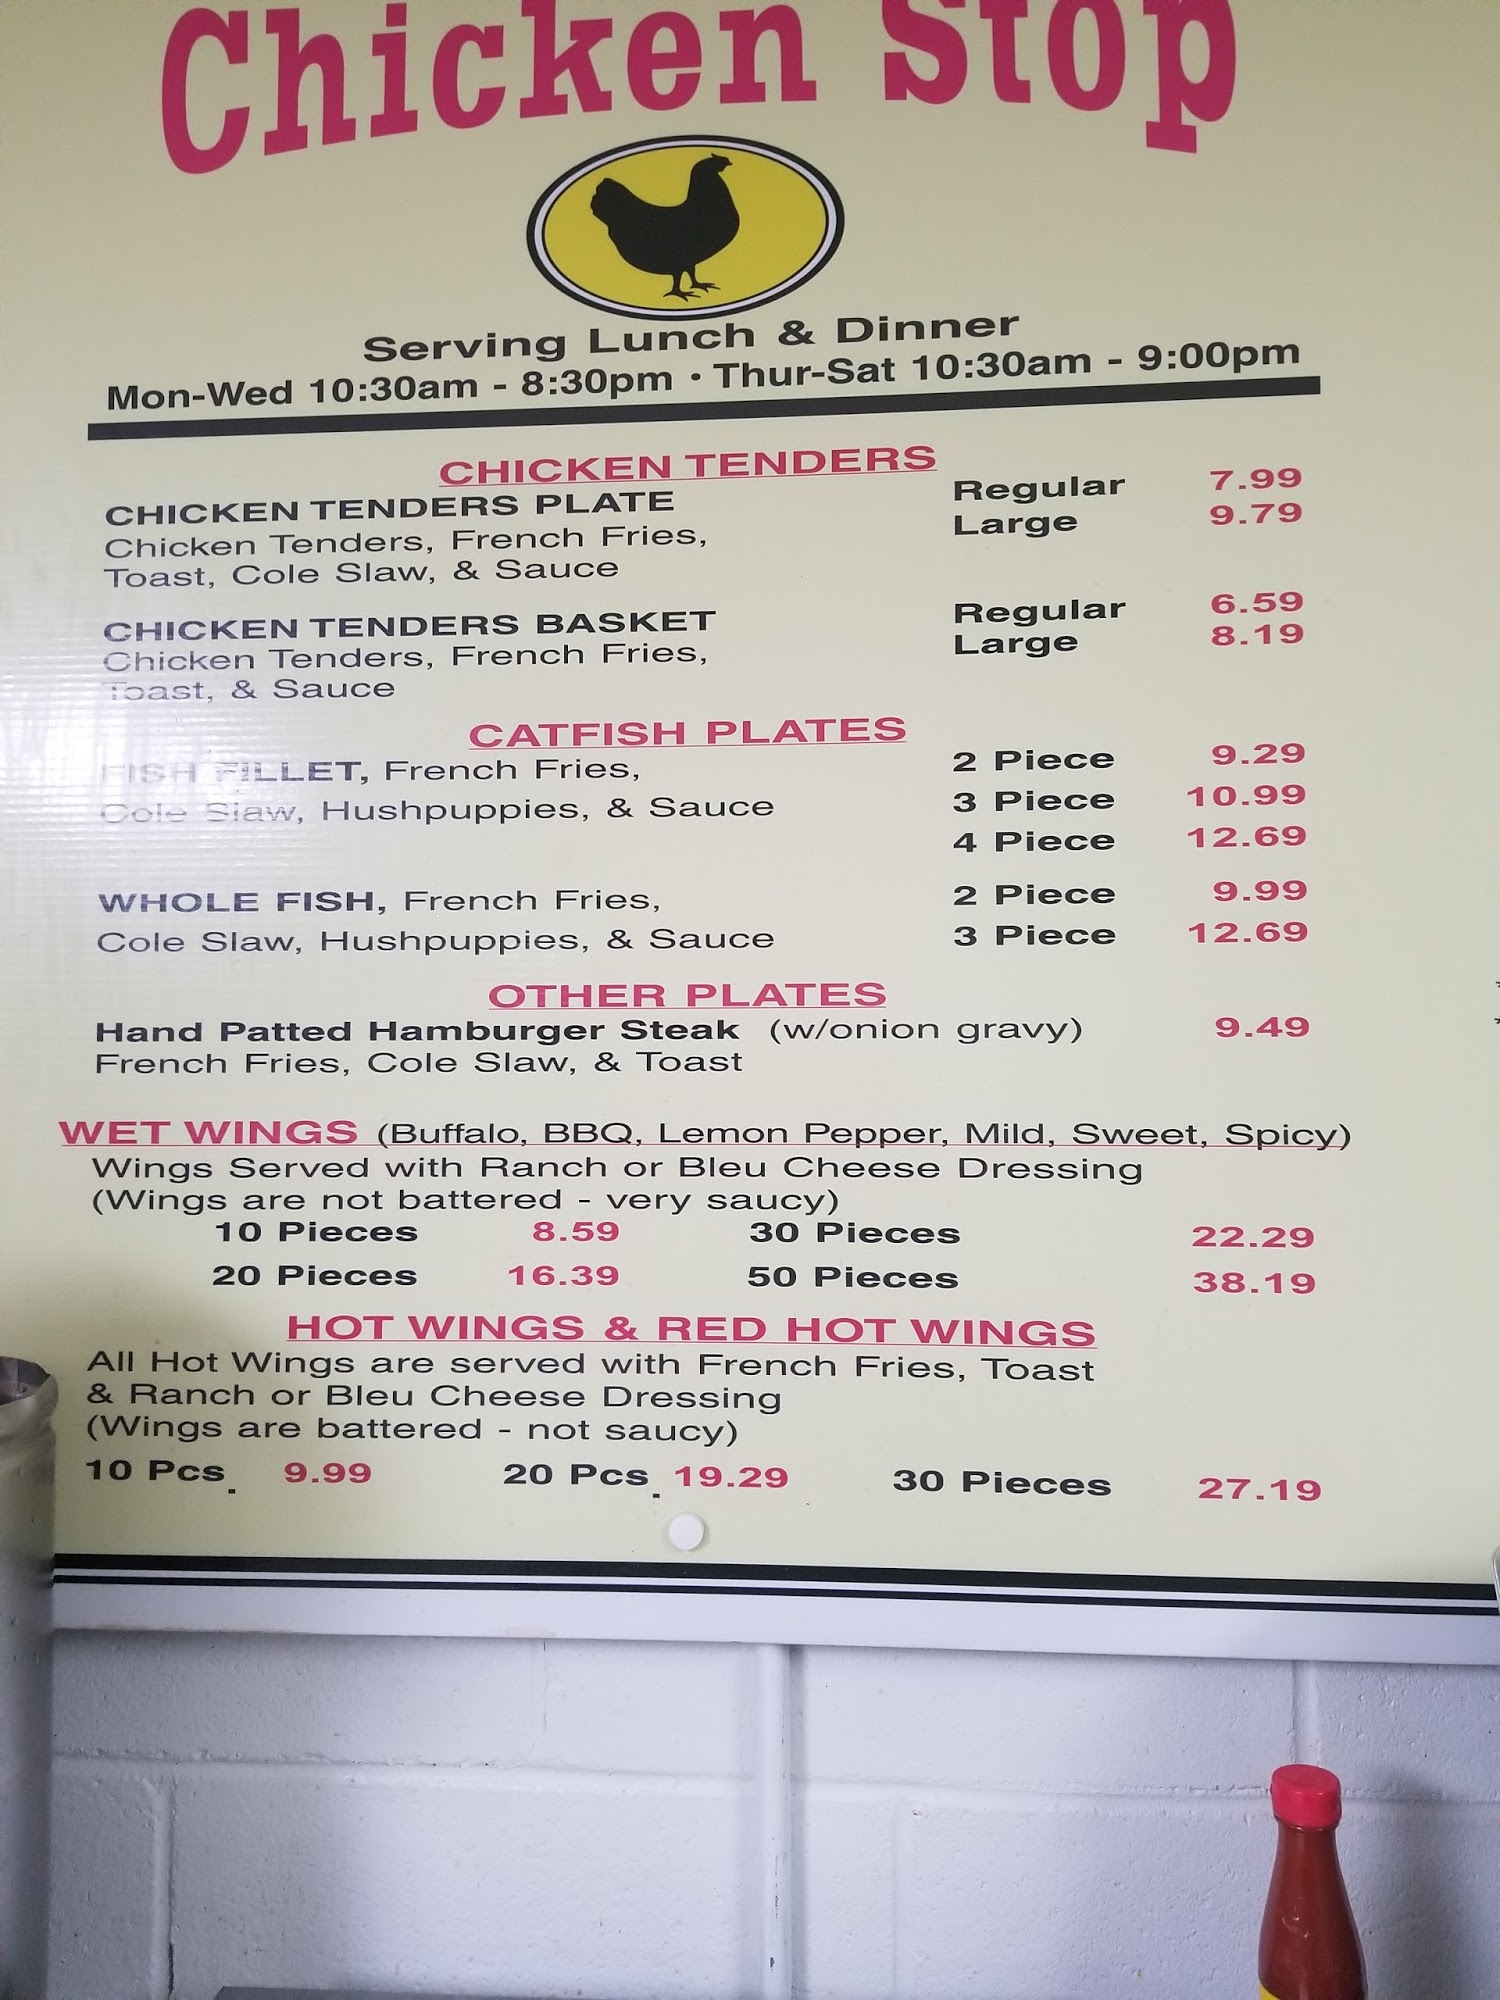 Chicken Stop
Serving Lunch & Dinner
Mon-Wed 10:30am - 8:30pm • Thur-Sat 10:30am - 9:00pm
CHICKEN TENDERS
CHICKEN TENDERS PLATE Regular 7.99
Chicken Tenders, French Fries, Large 9.79
Toast, Cole Slaw, & Sauce
CHICKEN TENDERS BASKET Regular 6.59
Chicken Tenders, French Fries, Large 8.19
Toast, & Sauce
CATFISH PLATES
FISH FILLET, French Fries, 2 Piece 9.29
Cole Slaw, Hushpuppies, & Sauce 3 Piece 10.99
4 Piece 12.69
WHOLE FISH, French Fries, 2 Piece 9.99
Cole Slaw, Hushpuppies, & Sauce 3 Piece 12.69
OTHER PLATES
Hand Patted Hamburger Steak (w/onion gravy) 9.49
French Fries, Cole Slaw, & Toast
WET WINGS (Buffalo, BBQ, Lemon Pepper, Mild, Sweet, Spicy)
Wings Served with Ranch or Bleu Cheese Dressing
(Wings are not battered - very saucy)
10 Pieces 8.59 30 Pieces 22.29
20 Pieces 16.39 50 Pieces 38.19
HOT WINGS & RED HOT WINGS
All Hot Wings are served with French Fries, Toast
& Ranch or Bleu Cheese Dressing
(Wings are battered - not saucy)
10 Pcs. 9.99 20 Pcs. 19.29 30 Pieces 27.19